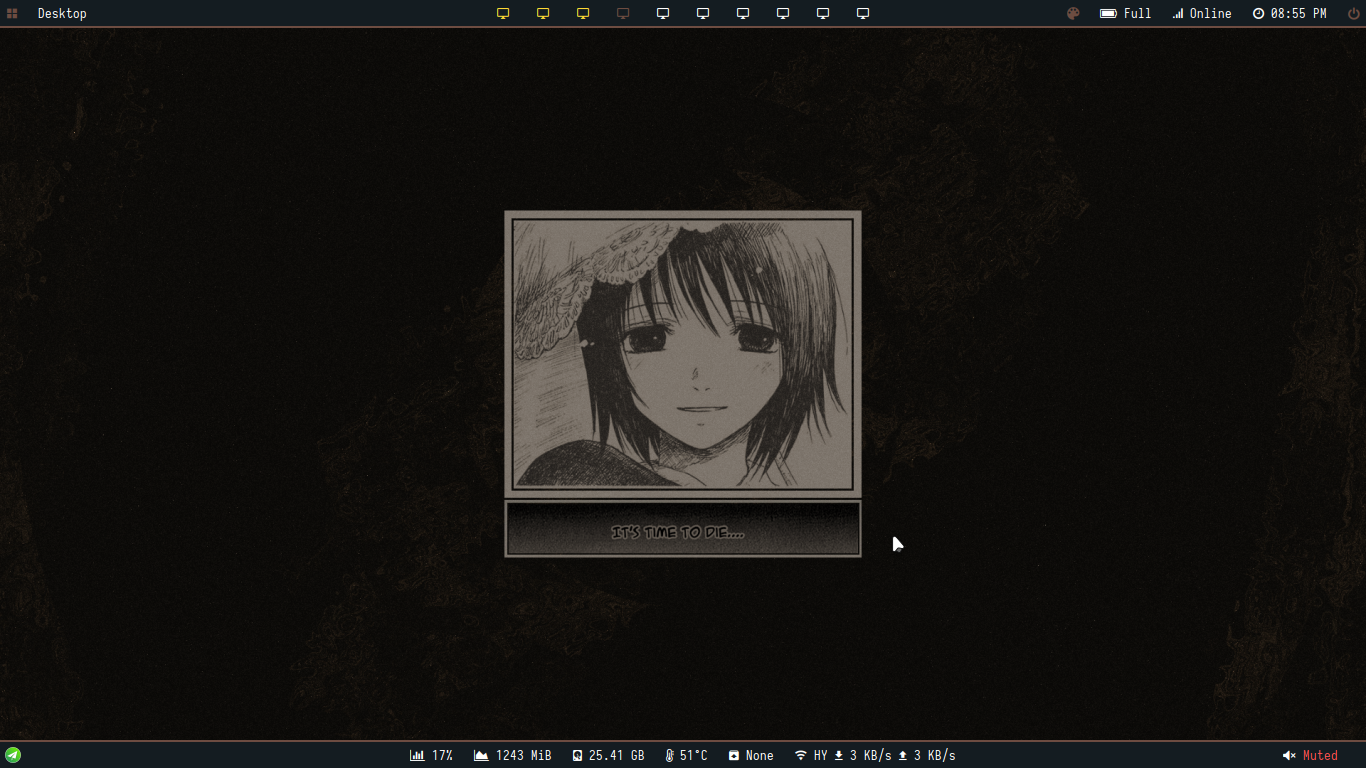 Desktop
Full
Online
08:55 PM
IT'S TIME TO DIE....
17%
1243 MiB
25.41 GB
51°C
None
HY 3 KB/s 3 KB/s
Muted